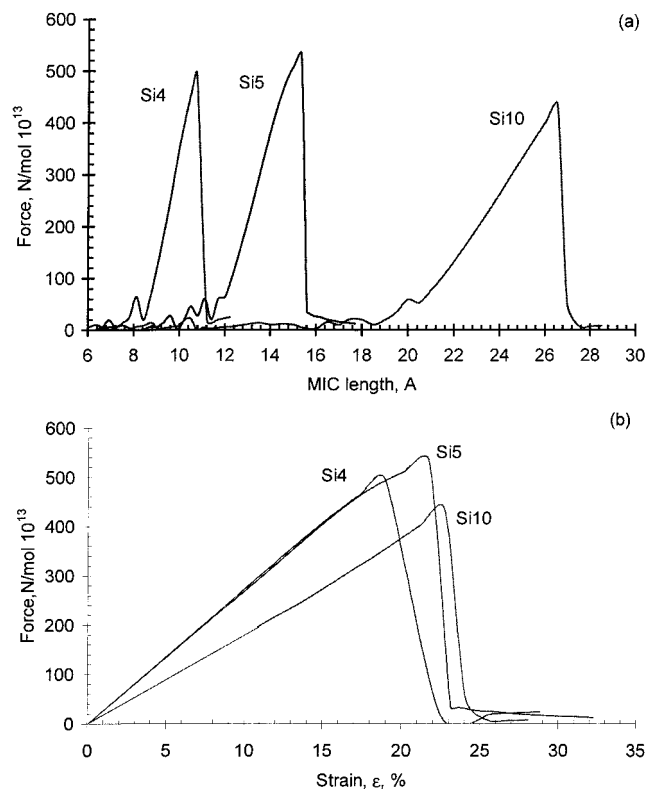 (a)
600
500
400
300
200
100
0
Force, N/mol 10^13
Si4
Si5
Si10
6 8 10 12 14 16 18 20 22 24 26 28 30
MIC length, A
(b)
600
500
400
300
200
100
0
Force,N/mol 10^13
Si4
Si5
Si10
0 5 10 15 20 25 30 35
Strain, ε, %